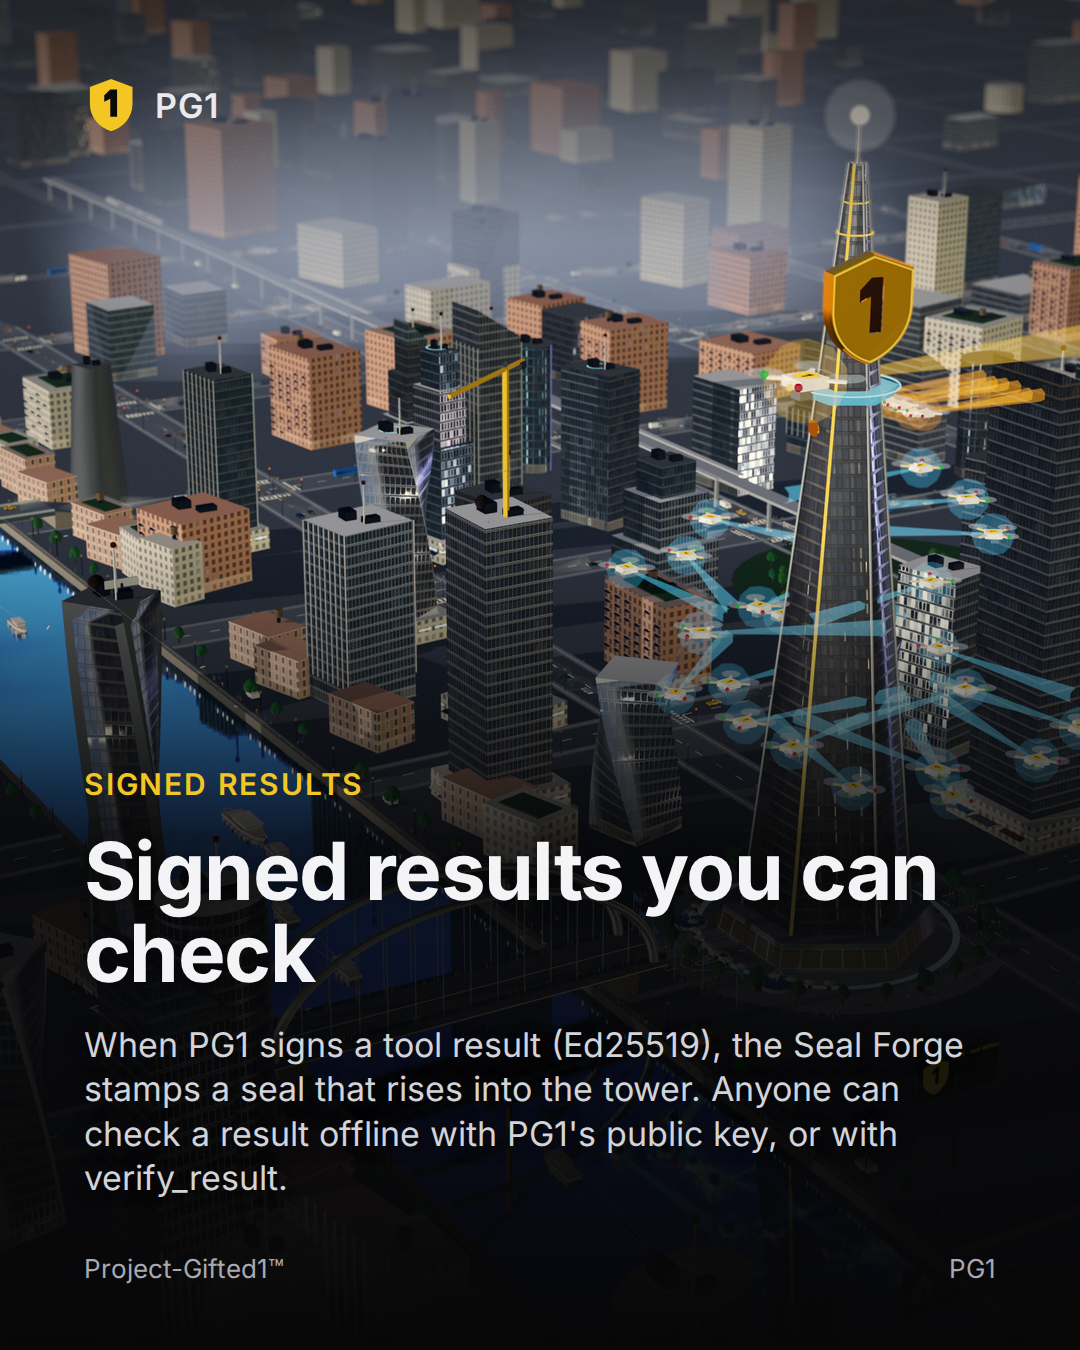 1 PG1
1
SIGNED RESULTS
Signed results you can
check
When PG1 signs a tool result (Ed25519), the Seal Forge
stamps a seal that rises into the tower. Anyone can
check a result offline with PG1's public key, or with
verify_result.
1
Project-Gifted1™ PG1